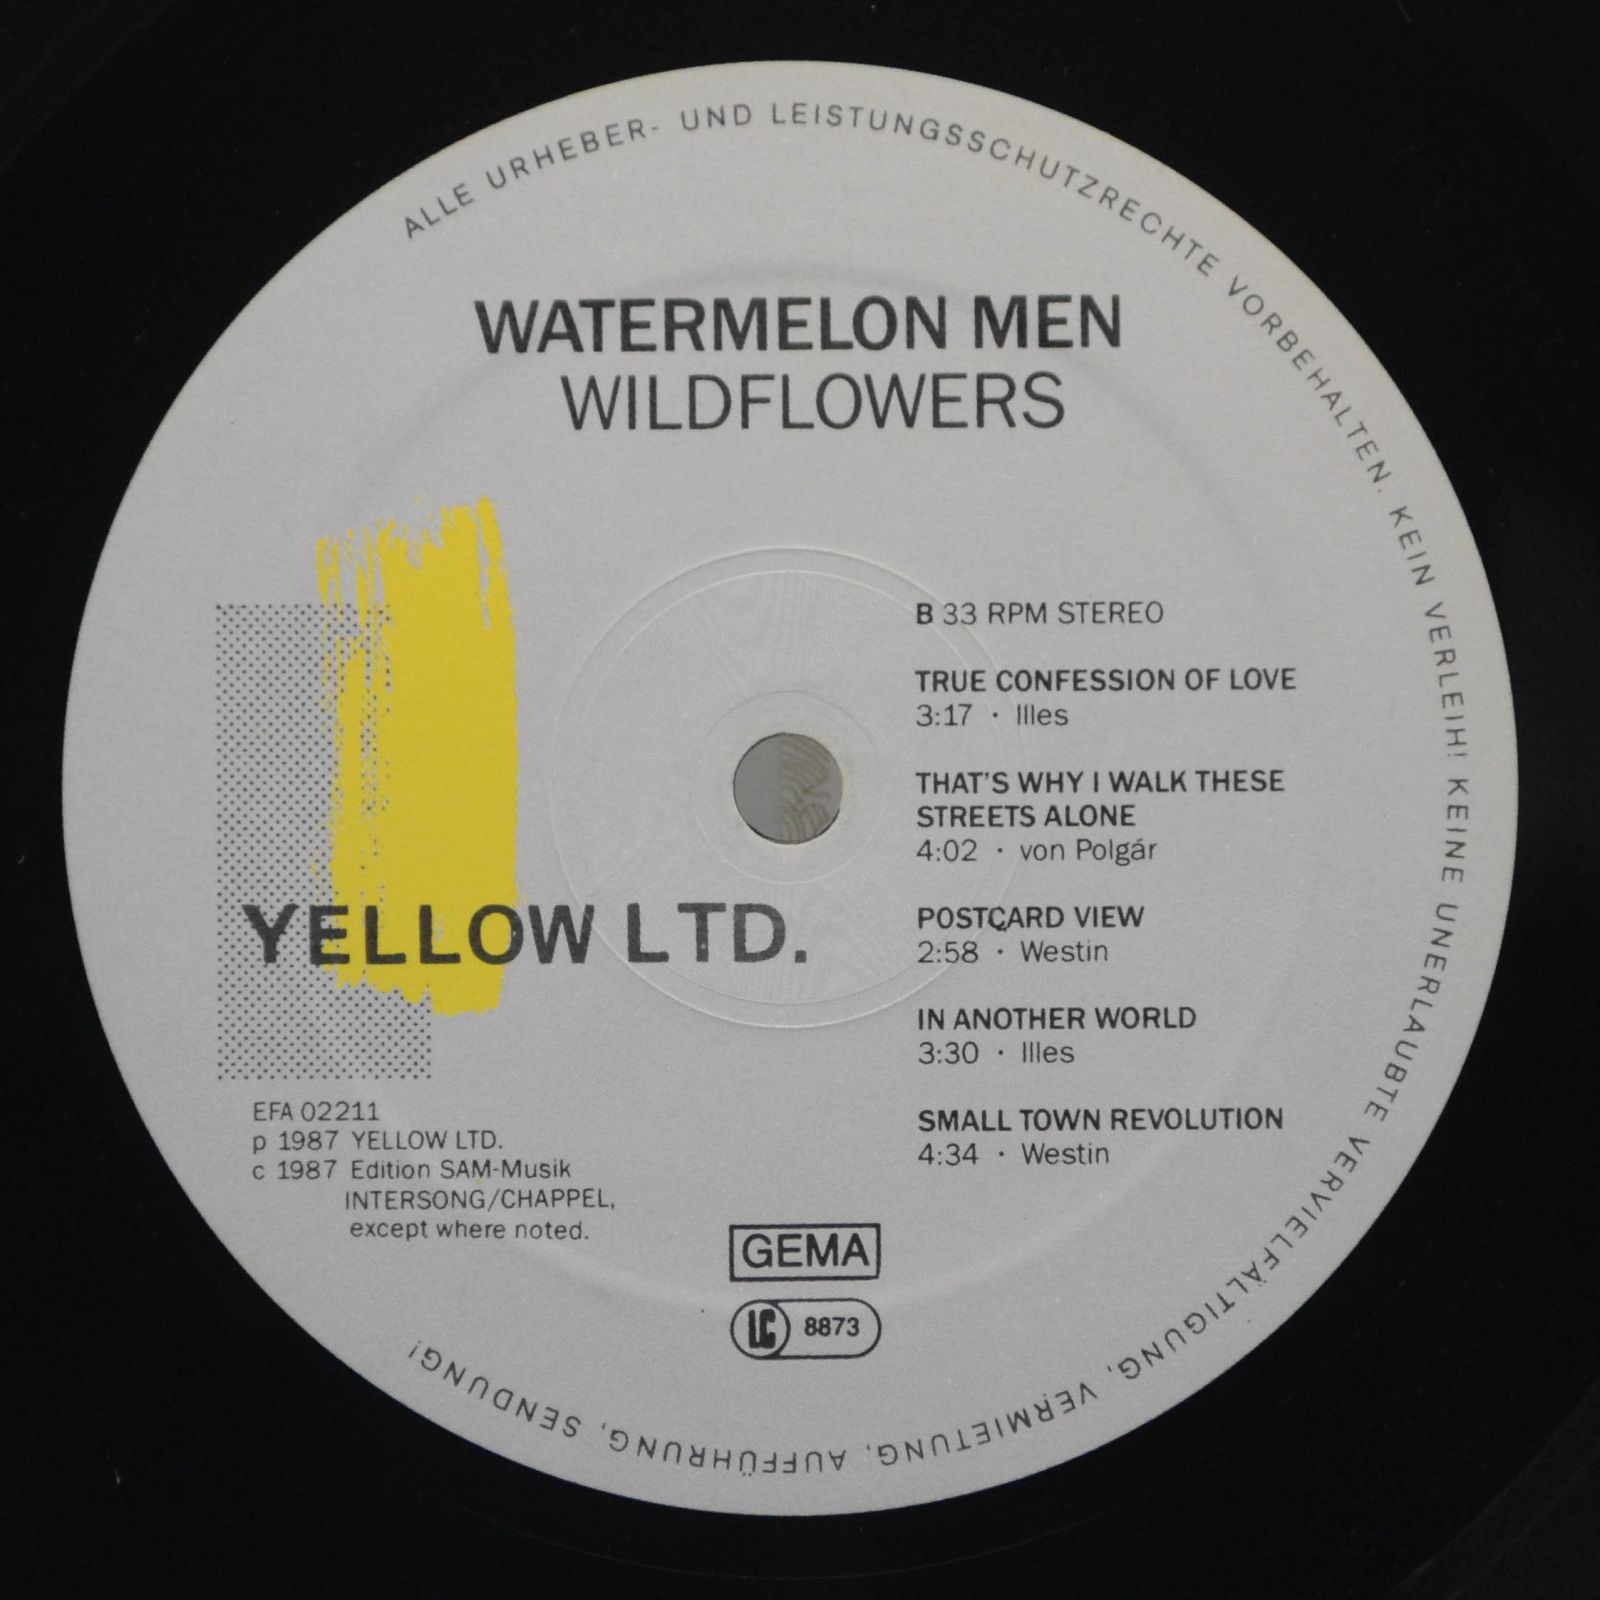 ALLE URHEBER- UND LEISTUNGSSCHUTZRECHTE VORBEHALTEN. KEIN VERLEIH! KEINE UNERLAUBTE VERVIELFÄLTIGUNG, VERMIETUNG, AUFFÜHRUNG, SENDUNG!
WATERMELON MEN
WILDFLOWERS
B 33 RPM STEREO
TRUE CONFESSION OF LOVE
3:17 · Illes
THAT'S WHY I WALK THESE
STREETS ALONE
4:02 · von Polgár
POSTCARD VIEW
2:58 · Westin
IN ANOTHER WORLD
3:30 · Illes
SMALL TOWN REVOLUTION
4:34 · Westin
YELLOW LTD.
EFA 02211
p 1987 YELLOW LTD.
c 1987 Edition SAM-Musik
INTERSONG/CHAPPEL,
except where noted.
GEMA
LC 8873